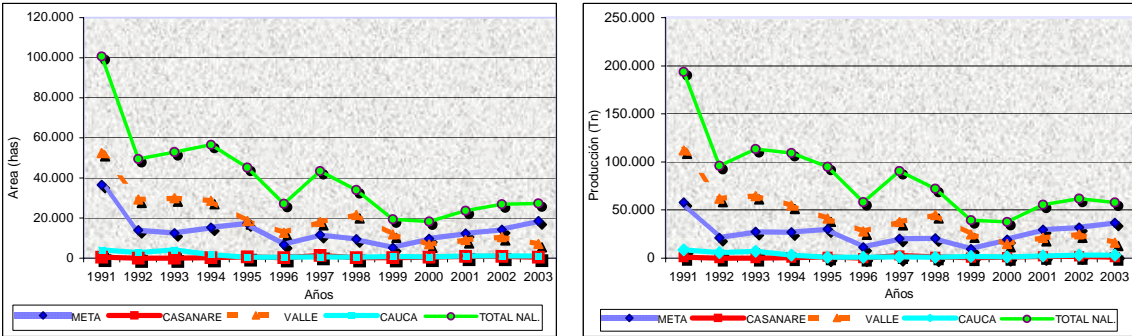 120.000
100.000
80.000
60.000
40.000
20.000
0
Area (has)
1991 1992 1993 1994 1995 1996 1997 1998 1999 2000 2001 2002 2003
Años
META CASANARE VALLE CAUCA TOTAL NAL.
250.000
200.000
150.000
100.000
50.000
0
Producción (Tn)
1991 1992 1993 1994 1995 1996 1997 1998 1999 2000 2001 2002 2003
Años
META CASANARE VALLE CAUCA TOTAL NAL.